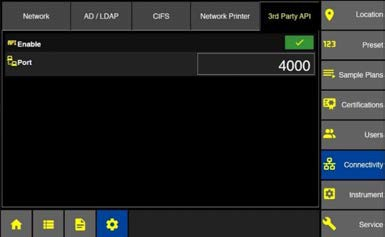 Network
AD / LDAP
CIFS
Network Printer
3rd Party API
Location
Enable
Preset
Port
4000
Sample Plans
Certifications
Users
Connectivity
Instrument
Service